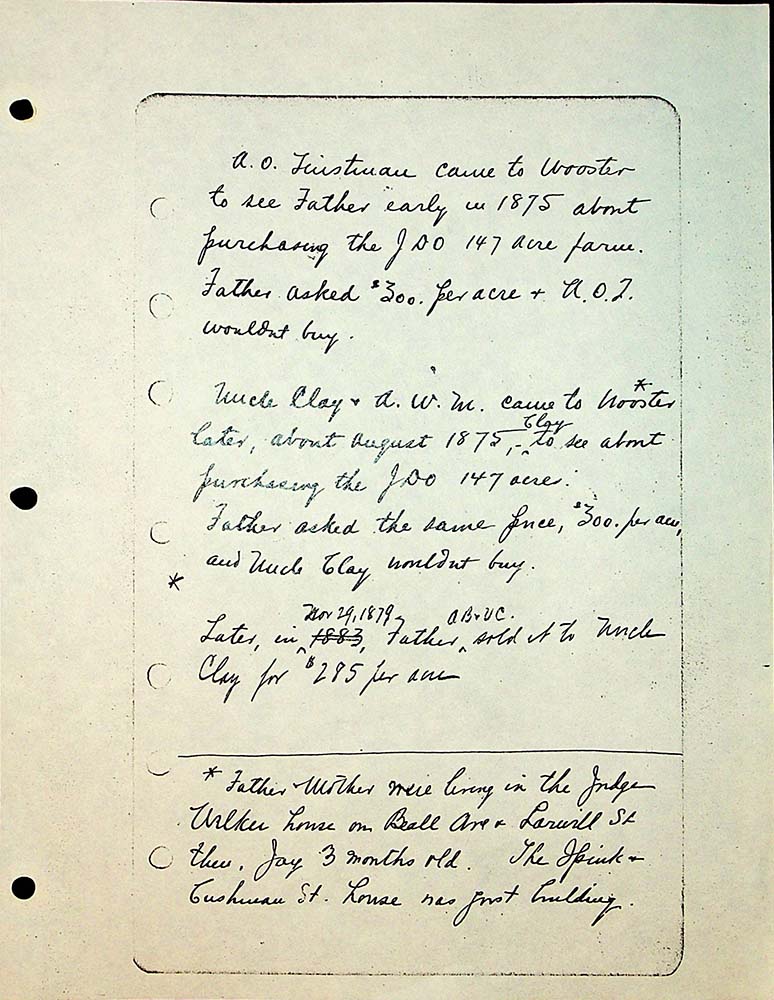 A. O. Tinstman came to Wooster
to see Father early in 1875 about
purchasing the JDO 147 acre farm.
Father asked $300. per acre + A.O.T.
wouldnt buy.
Uncle Clay + A. W. M. came to Wooster *
later, about August 1875, - Clay to see about
purchasing the JDO 147 acres.
Father asked the same price, $300. per acre,
and Uncle Clay wouldnt buy.
*
Nov 29, 1879 OB+UC.
Later, in 1883, Father, sold it to Uncle
Clay for $285 per acre
* Father + Mother were living in the Judge
house on Beall Ave + Larwill St
then. Jay 3 months old. The Spink +
Cushman St. house was just building.